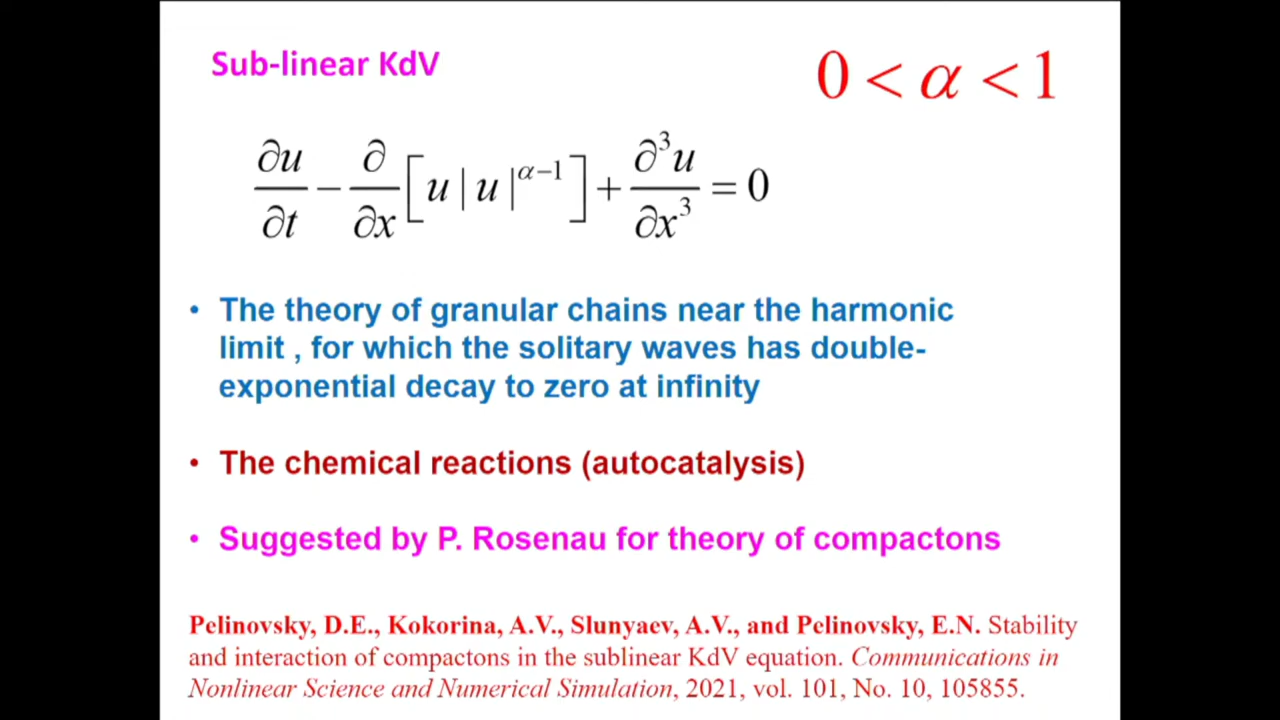 Sub-linear KdV
0 < α < 1
∂u/∂t − ∂/∂x [u|u|^{α−1}] + ∂³u/∂x³ = 0
• The theory of granular chains near the harmonic
limit , for which the solitary waves has double-
exponential decay to zero at infinity
• The chemical reactions (autocatalysis)
• Suggested by P. Rosenau for theory of compactons
Pelinovsky, D.E., Kokorina, A.V., Slunyaev, A.V., and Pelinovsky, E.N. Stability
and interaction of compactons in the sublinear KdV equation. Communications in
Nonlinear Science and Numerical Simulation, 2021, vol. 101, No. 10, 105855.